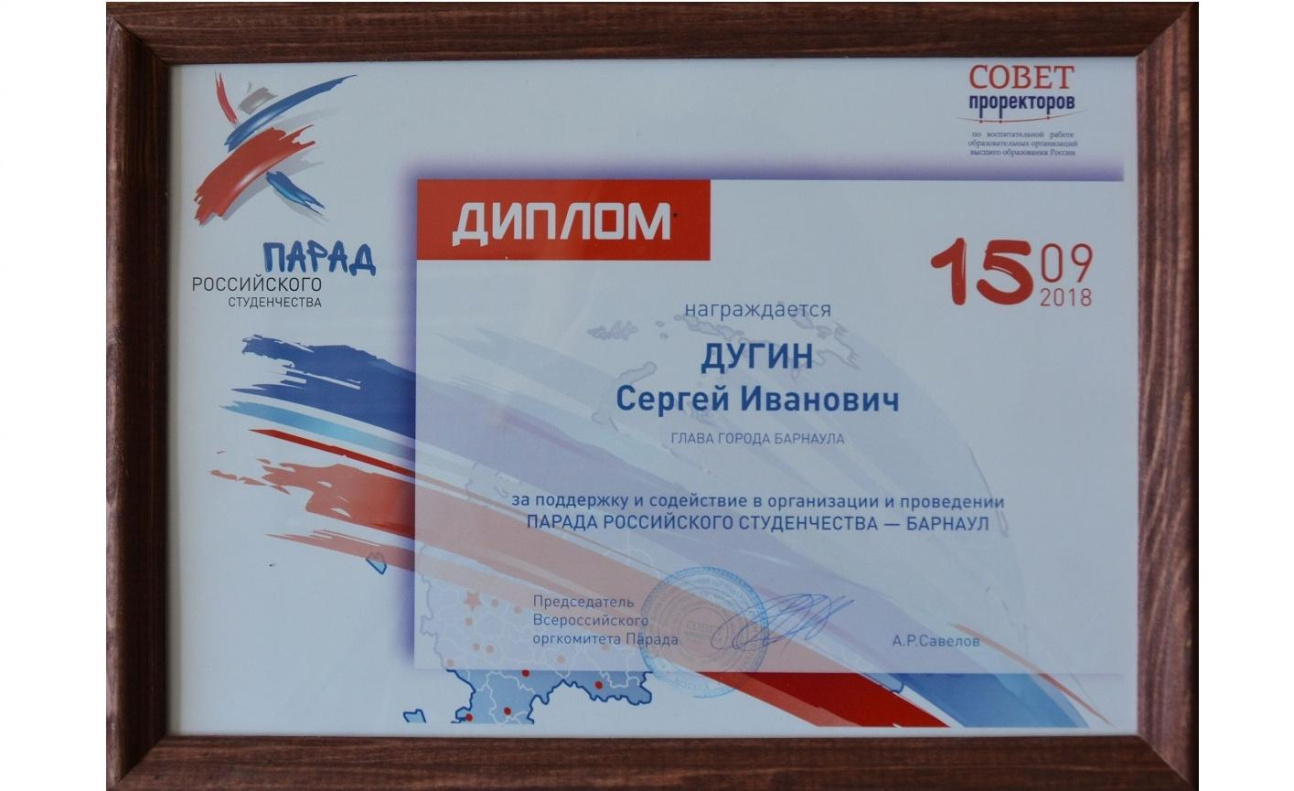 СОВЕТ
проректоров
по воспитательной работе
образовательных организаций
высшего образования России
ПАРАД
РОССИЙСКОГО
СТУДЕНЧЕСТВА
ДИПЛОМ
15 09
2018
награждается
ДУГИН
Сергей Иванович
ГЛАВА ГОРОДА БАРНАУЛА
за поддержку и содействие в организации и проведении
ПАРАДА РОССИЙСКОГО СТУДЕНЧЕСТВА — БАРНАУЛ
Председатель
Всероссийского
оргкомитета Парада
А.Р.Савелов